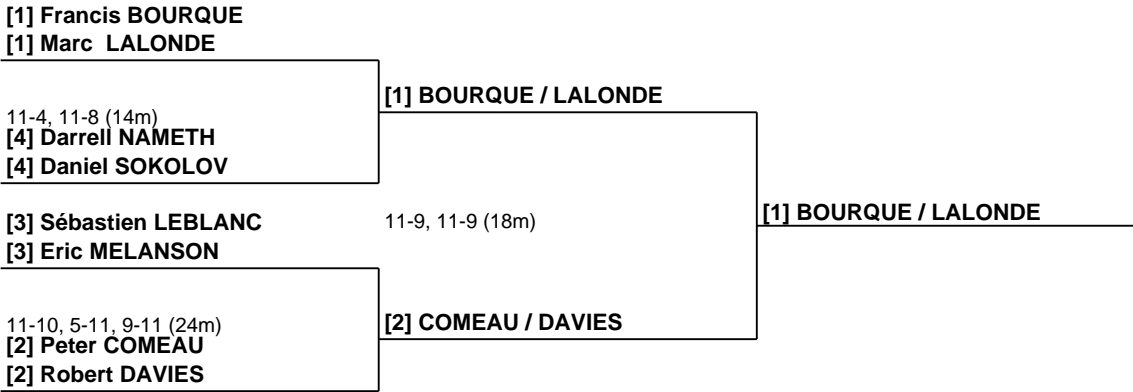 [1] Francis BOURQUE
[1] Marc LALONDE
[1] BOURQUE / LALONDE
11-4, 11-8 (14m)
[4] Darrell NAMETH
[4] Daniel SOKOLOV
[1] BOURQUE / LALONDE
[3] Sébastien LEBLANC
11-9, 11-9 (18m)
[3] Eric MELANSON
[2] COMEAU / DAVIES
11-10, 5-11, 9-11 (24m)
[2] Peter COMEAU
[2] Robert DAVIES